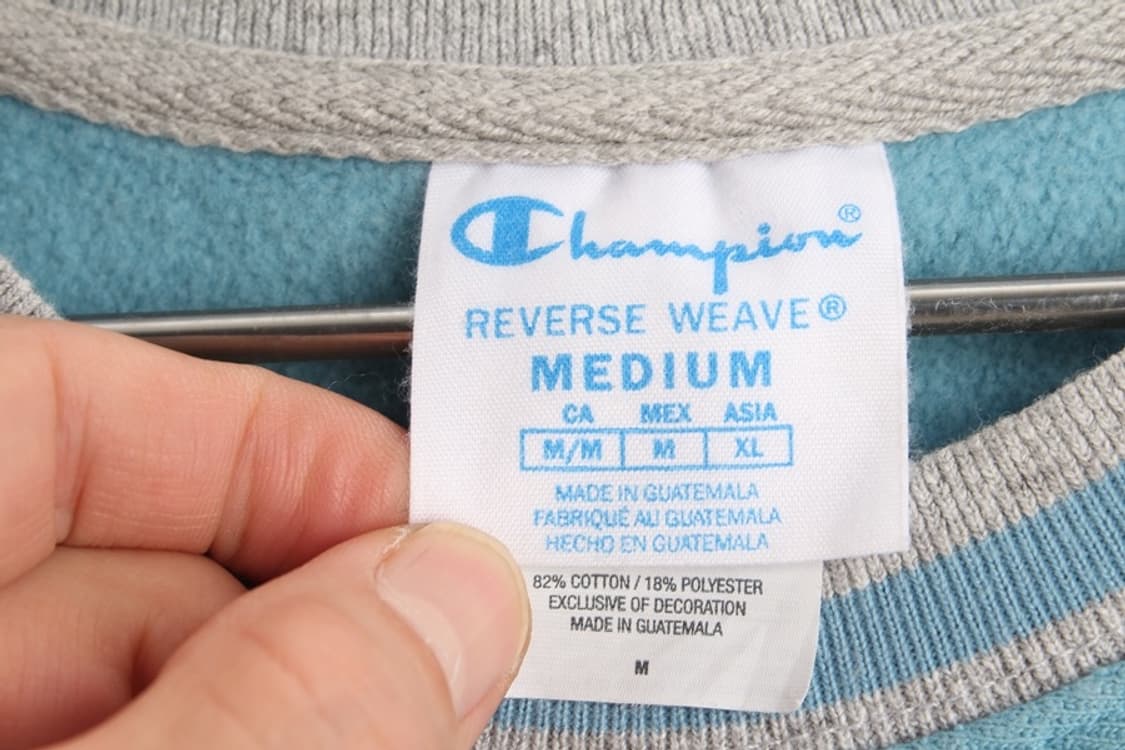 Champion®
REVERSE WEAVE®
MEDIUM
CA MEX ASIA
M/M M XL
MADE IN GUATEMALA
FABRIQUÉ AU GUATEMALA
HECHO EN GUATEMALA
82% COTTON / 18% POLYESTER
EXCLUSIVE OF DECORATION
MADE IN GUATEMALA
M